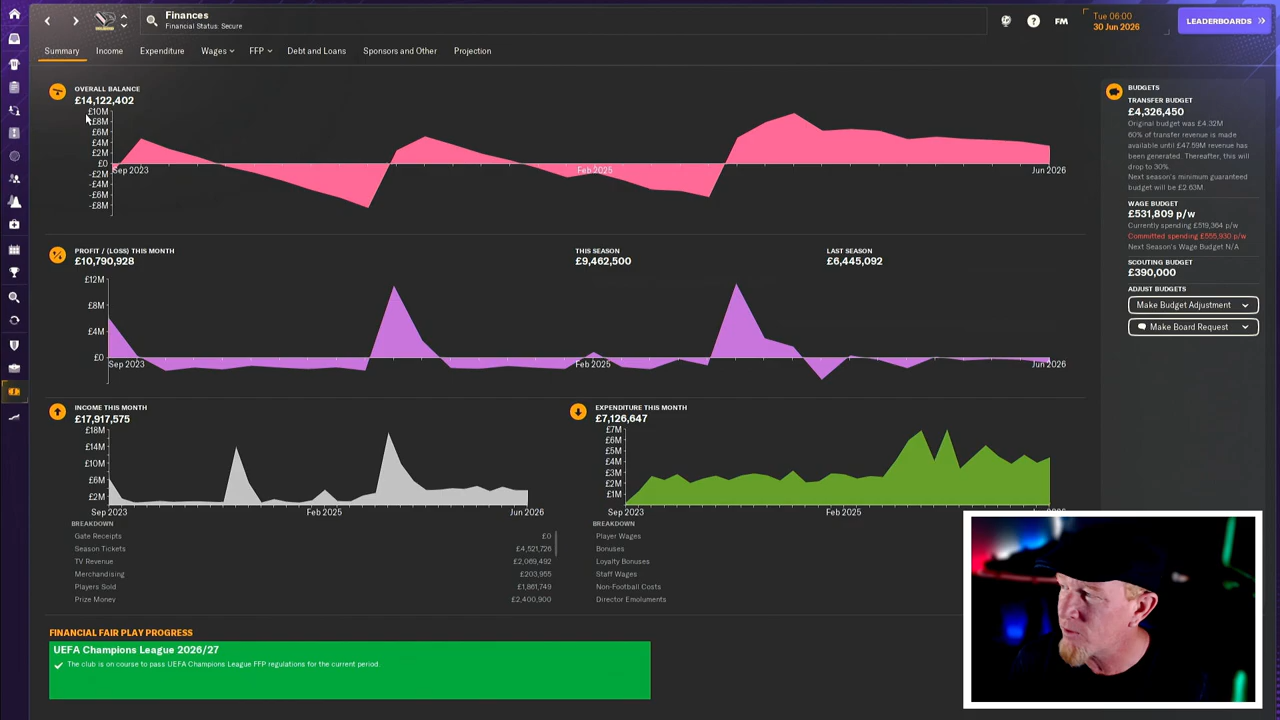 Finances
Financial Status: Secure
FM
Tue 06:00
30 Jun 2026
LEADERBOARDS
Summary
Income
Expenditure
Wages
FFP
Debt and Loans
Sponsors and Other
Projection
OVERALL BALANCE
£14,122,402
£10M
£8M
£6M
£4M
£2M
£0
-£2M
-£4M
-£6M
-£8M
Sep 2023
Feb 2025
Jun 2026
PROFIT / (LOSS) THIS MONTH
£10,790,928
THIS SEASON
£9,462,500
LAST SEASON
£6,445,092
£12M
£8M
£4M
£0
Sep 2023
Feb 2025
Jun 2026
INCOME THIS MONTH
£17,917,575
£18M
£14M
£10M
£6M
£2M
Sep 2023
Feb 2025
Jun 2026
BREAKDOWN
Gate Receipts £0
Season Tickets £4,521,726
TV Revenue £2,069,492
Merchandising £203,955
Players Sold £1,861,749
Prize Money £2,400,900
EXPENDITURE THIS MONTH
£7,126,647
£7M
£6M
£5M
£4M
£3M
£2M
£1M
Sep 2023
Feb 2025
BREAKDOWN
Player Wages
Bonuses
Loyalty Bonuses
Staff Wages
Non-Football Costs
Director Emoluments
FINANCIAL FAIR PLAY PROGRESS
UEFA Champions League 2026/27
The club is on course to pass UEFA Champions League FFP regulations for the current period.
BUDGETS
TRANSFER BUDGET
£4,326,450
Original budget was £4.32M
60% of transfer revenue is made
available until £47.59M revenue has
been generated. Thereafter, this will
drop to 30%.
Next season's minimum guaranteed
budget will be £2.63M.
WAGE BUDGET
£531,809 p/w
Currently spending £519,364 p/w
Committed spending £555,930 p/w
Next Season's Wage Budget N/A
SCOUTING BUDGET
£390,000
ADJUST BUDGETS
Make Budget Adjustment
Make Board Request